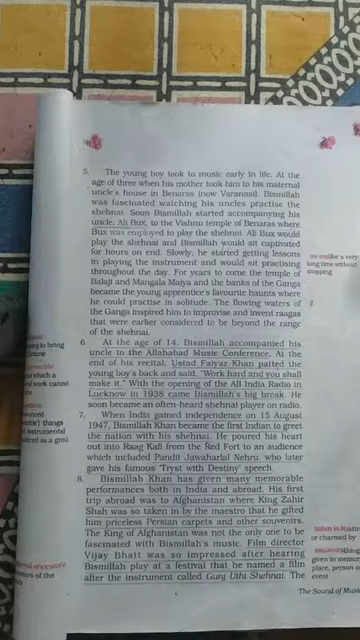 5. The young boy took to music early in life. At the
age of three when his mother took him to his maternal
uncle's house in Benaras (now Varanasi). Bismillah
was fascinated watching his uncles practise the
shehnai. Soon Bismillah started accompanying his
uncle, Ali Bux, to the Vishnu temple of Benaras where
Bux was employed to play the shehnai. Ali Bux would
play the shehnai and Bismillah would sit captivated
for hours on end. Slowly, he started getting lessons
in playing the instrument and would sit practising
throughout the day. For years to come the temple of
Balaji and Mangala Maiya and the banks of the Ganga
became the young apprentice's favourite haunts where
he could practise in solitude. The flowing waters of
the Ganga inspired him to improvise and invent raagas
that were earlier considered to be beyond the range
of the shehnai.
6. At the age of 14, Bismillah accompanied his
uncle to the Allahabad Music Conference. At the
end of his recital, Ustad Faiyaz Khan patted the
young boy's back and said, "Work hard and you shall
make it." With the opening of the All India Radio in
Lucknow in 1938 came Bismillah's big break. He
soon became an often-heard shehnai player on radio.
7. When India gained independence on 15 August
1947, Bismillah Khan became the first Indian to greet
the nation with his shehnai. He poured his heart
out into Raag Kafi from the Red Fort to an audience
which included Pandit Jawaharlal Nehru, who later
gave his famous 'Tryst with Destiny' speech.
8. Bismillah Khan has given many memorable
performances both in India and abroad. His first
trip abroad was to Afghanistan where King Zahir
Shah was so taken in by the maestro that he gifted
him priceless Persian carpets and other souvenirs.
The King of Afghanistan was not the only one to be
fascinated with Bismillah's music. Film director
Vijay Bhatt was so impressed after hearing
Bismillah play at a festival that he named a film
after the instrument called Gunj Uthi Shehnai. The
on end: for a very
long time without
stopping
taken in by:
or charmed by
souvenirs: things
given in memory
place, person or
event
The Sound of Music